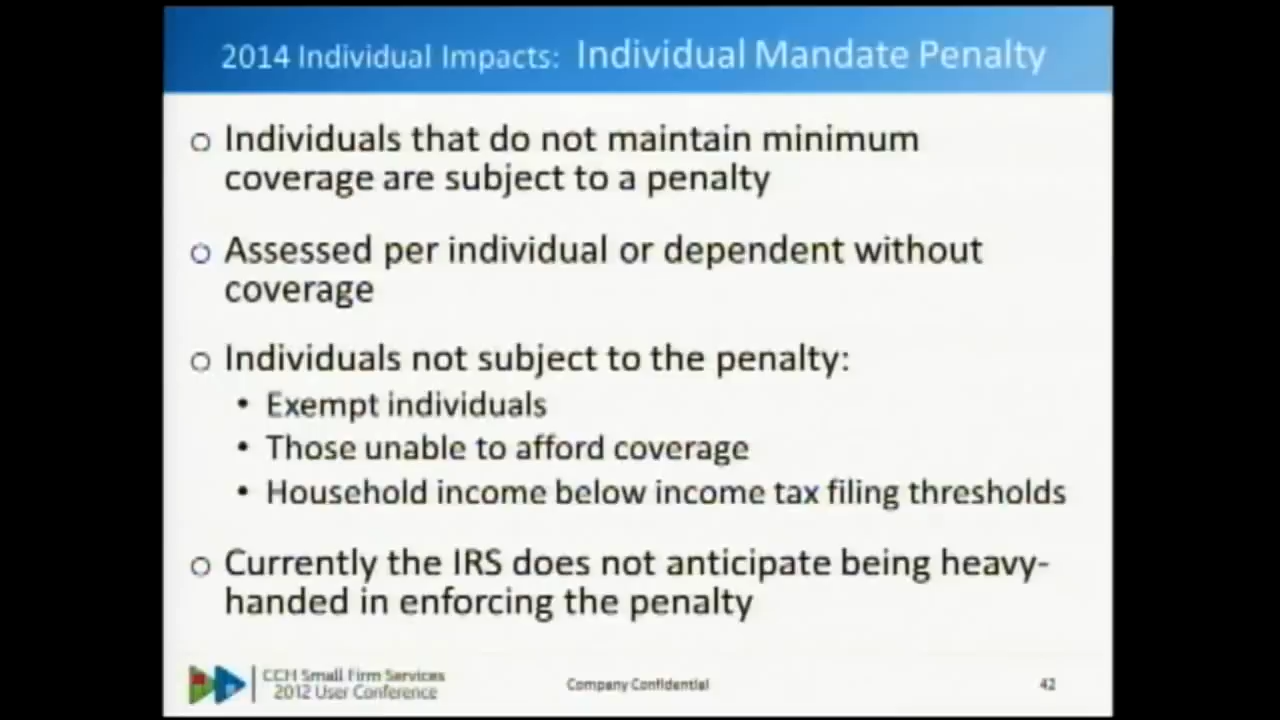 2014 Individual Impacts: Individual Mandate Penalty
Individuals that do not maintain minimum
coverage are subject to a penalty
Assessed per individual or dependent without
coverage
Individuals not subject to the penalty:
• Exempt individuals
• Those unable to afford coverage
• Household income below income tax filing thresholds
Currently the IRS does not anticipate being heavy-
handed in enforcing the penalty
CCH Small Firm Services
2012 User Conference
Company Confidential
42